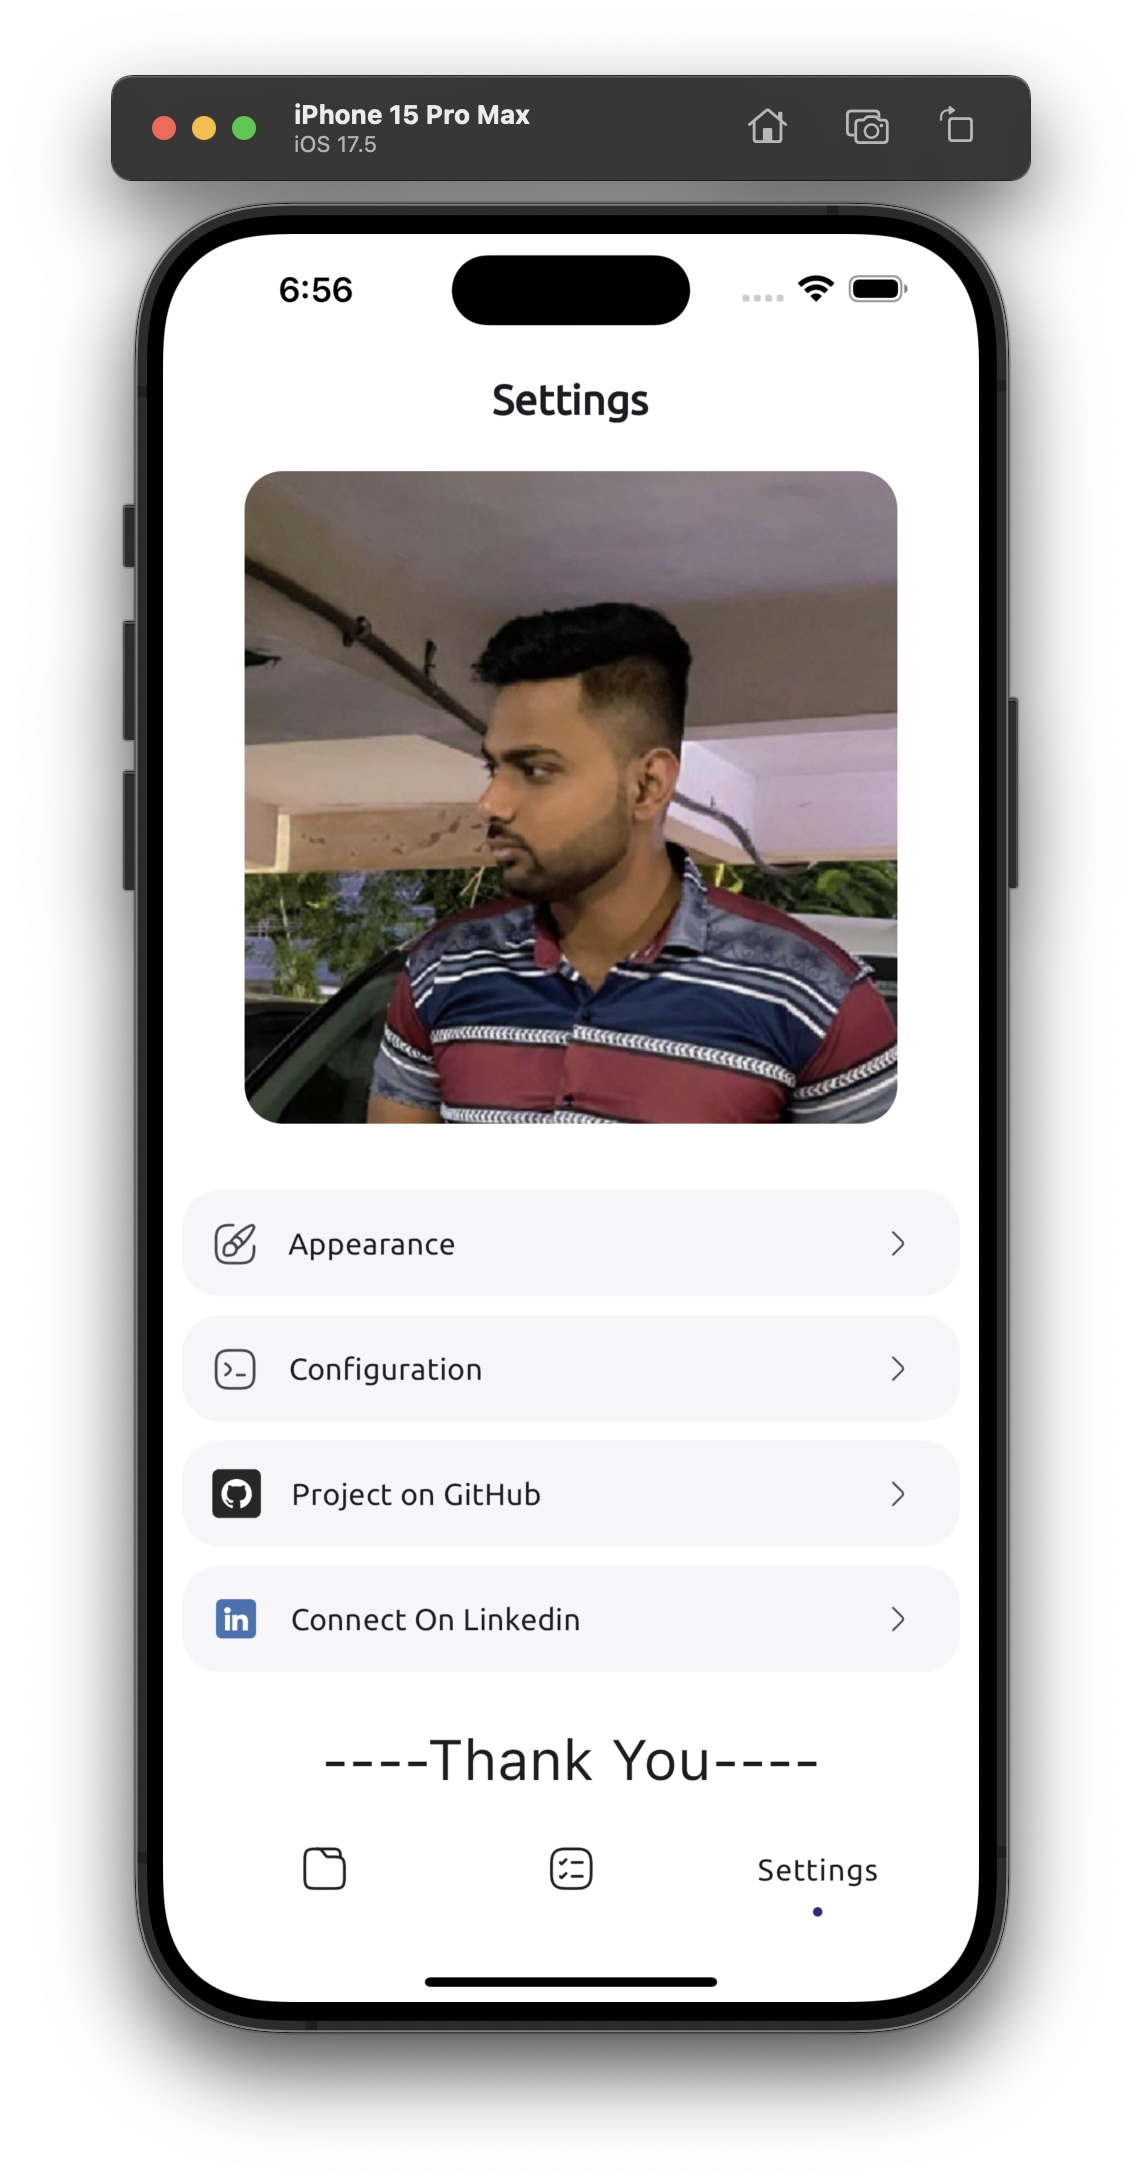 iPhone 15 Pro Max
iOS 17.5
6:56
Settings
Appearance
Configuration
Project on GitHub
in Connect On Linkedin
----Thank You----
Settings